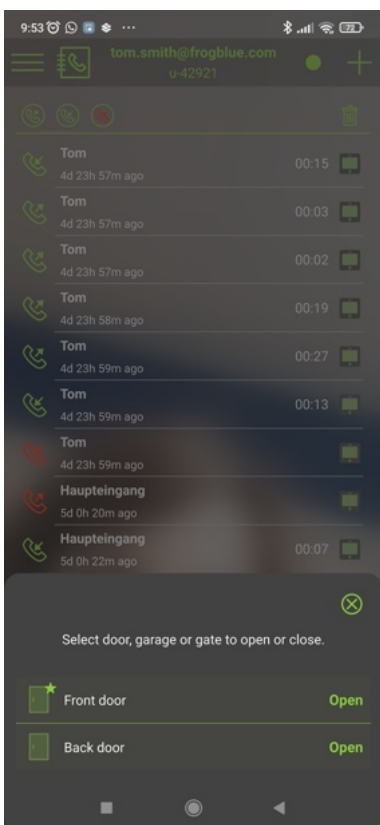 9:53
72
tom.smith@frogblue.com
u-42921
Tom
00:15
4d 23h 57m ago
Tom
00:03
4d 23h 57m ago
Tom
00:02
4d 23h 57m ago
Tom
00:19
4d 23h 58m ago
Tom
00:27
4d 23h 59m ago
Tom
00:13
4d 23h 59m ago
Tom
4d 23h 59m ago
Haupteingang
5d 0h 20m ago
Haupteingang
00:07
5d 0h 22m ago
Select door, garage or gate to open or close.
Front door Open
Back door Open